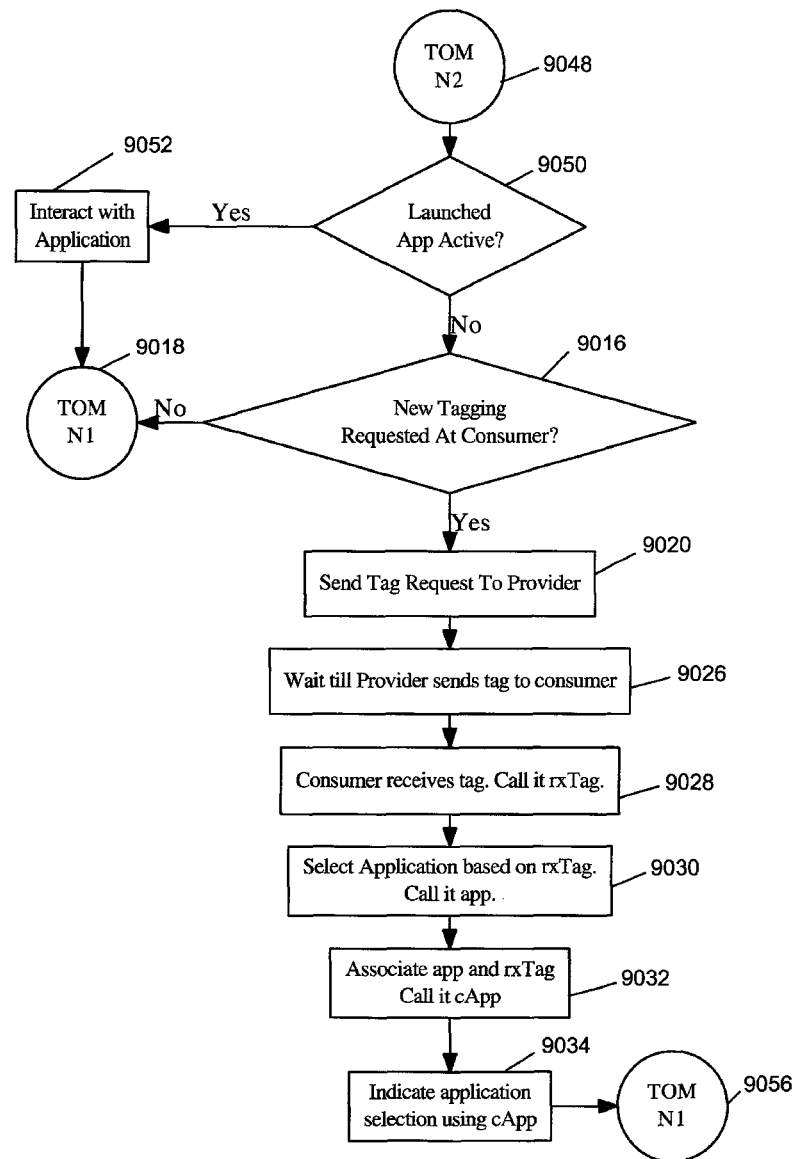 TOM
N2
9048
9052
9050
Interact with
Application
Yes
Launched
App Active?
No
9018
9016
TOM
N1
No
New Tagging
Requested At Consumer?
Yes
9020
Send Tag Request To Provider
Wait till Provider sends tag to consumer
9026
Consumer receives tag. Call it rxTag.
9028
Select Application based on rxTag.
Call it app.
9030
Associate app and rxTag
Call it cApp
9032
9034
Indicate application
selection using cApp
TOM
N1
9056